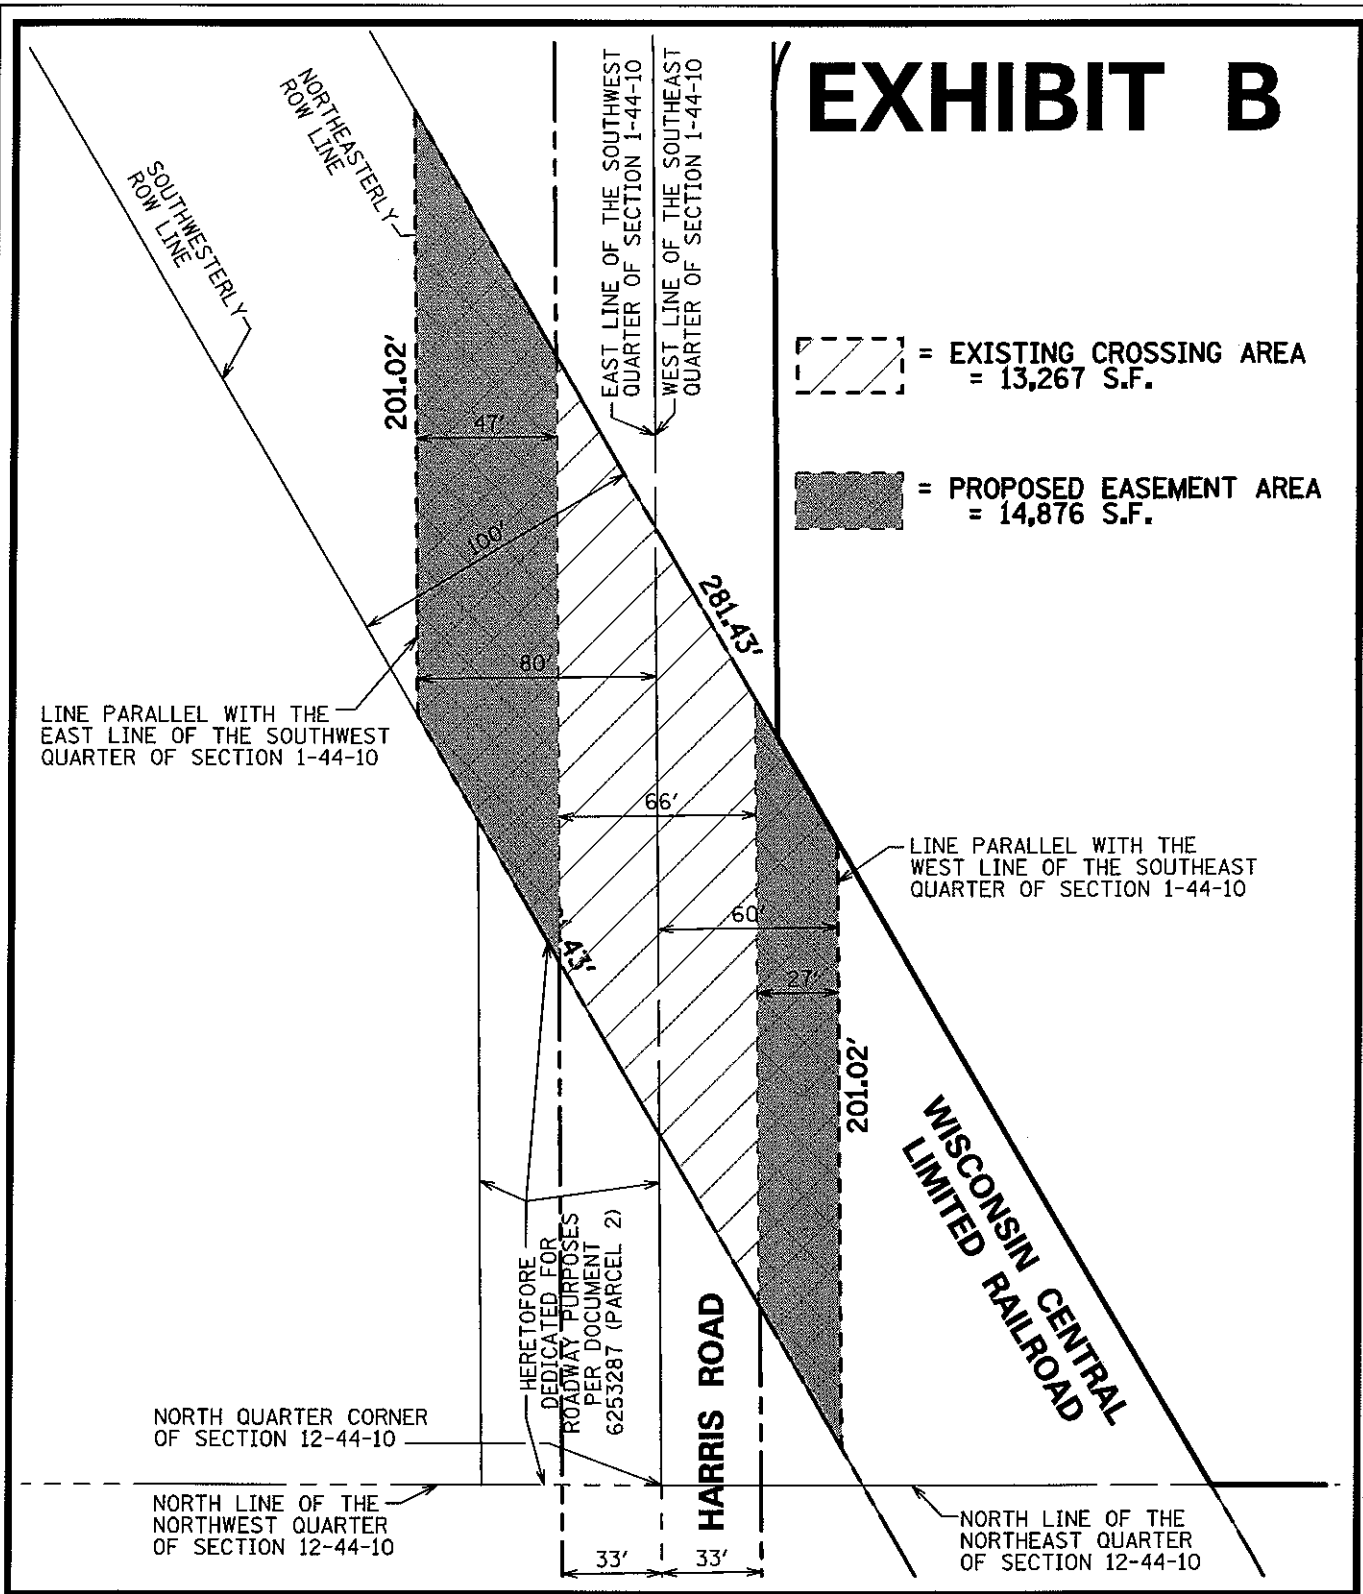 EXHIBIT B
NORTHEASTERLY
ROW LINE
SOUTHWESTERLY
ROW LINE
EAST LINE OF THE SOUTHWEST
QUARTER OF SECTION 1-44-10
WEST LINE OF THE SOUTHEAST
QUARTER OF SECTION 1-44-10
= EXISTING CROSSING AREA
= 13,267 S.F.
= PROPOSED EASEMENT AREA
= 14,876 S.F.
201.02'
47'
100'
281.43'
80'
LINE PARALLEL WITH THE
EAST LINE OF THE SOUTHWEST
QUARTER OF SECTION 1-44-10
66'
LINE PARALLEL WITH THE
WEST LINE OF THE SOUTHEAST
QUARTER OF SECTION 1-44-10
60'
43'
27'
201.02'
WISCONSIN CENTRAL
LIMITED RAILROAD
HERETOFORE
DEDICATED FOR
ROADWAY PURPOSES
PER DOCUMENT
6253287 (PARCEL 2)
HARRIS ROAD
NORTH QUARTER CORNER
OF SECTION 12-44-10
NORTH LINE OF THE
NORTHWEST QUARTER
OF SECTION 12-44-10
NORTH LINE OF THE
NORTHEAST QUARTER
OF SECTION 12-44-10
33'
33'